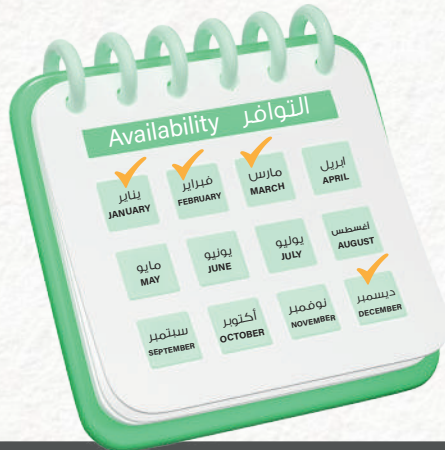 Availability التوافر
يناير
JANUARY
فبراير
FEBRUARY
مارس
MARCH
ابريل
APRIL
مايو
MAY
يونيو
JUNE
يوليو
JULY
اغسطس
AUGUST
سبتمبر
SEPTEMBER
أكتوبر
OCTOBER
نوفمبر
NOVEMBER
ديسمبر
DECEMBER